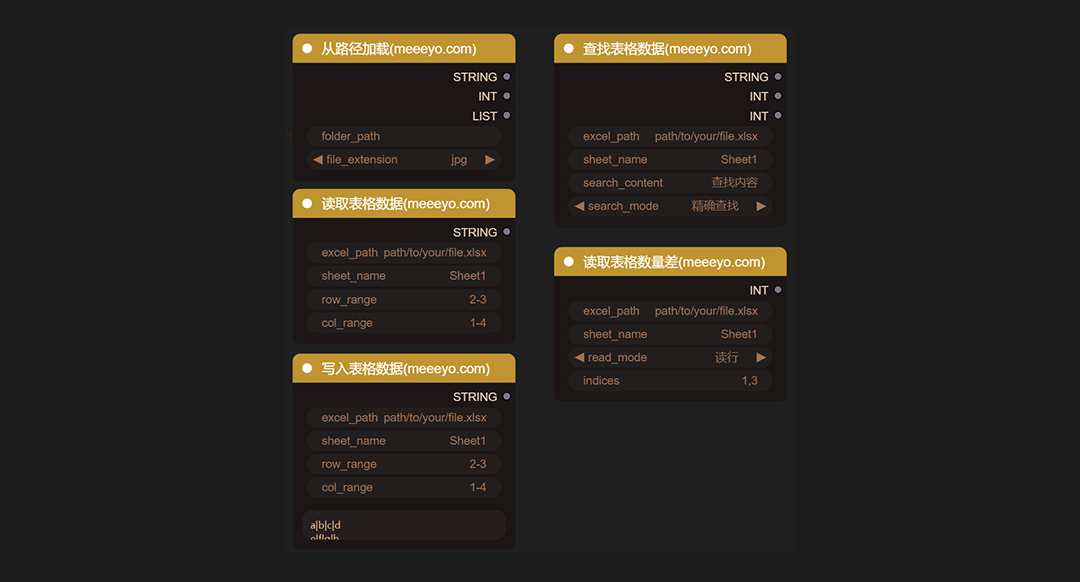 从路径加载(meeeyo.com)
STRING
INT
LIST
folder_path
file_extension jpg
读取表格数据(meeeyo.com)
STRING
excel_path path/to/your/file.xlsx
sheet_name Sheet1
row_range 2-3
col_range 1-4
写入表格数据(meeeyo.com)
STRING
excel_path path/to/your/file.xlsx
sheet_name Sheet1
row_range 2-3
col_range 1-4
a|b|c|d
查找表格数据(meeeyo.com)
STRING
INT
INT
excel_path path/to/your/file.xlsx
sheet_name Sheet1
search_content 查找内容
search_mode 精确查找
读取表格数量差(meeeyo.com)
INT
excel_path path/to/your/file.xlsx
sheet_name Sheet1
read_mode 读行
indices 1,3